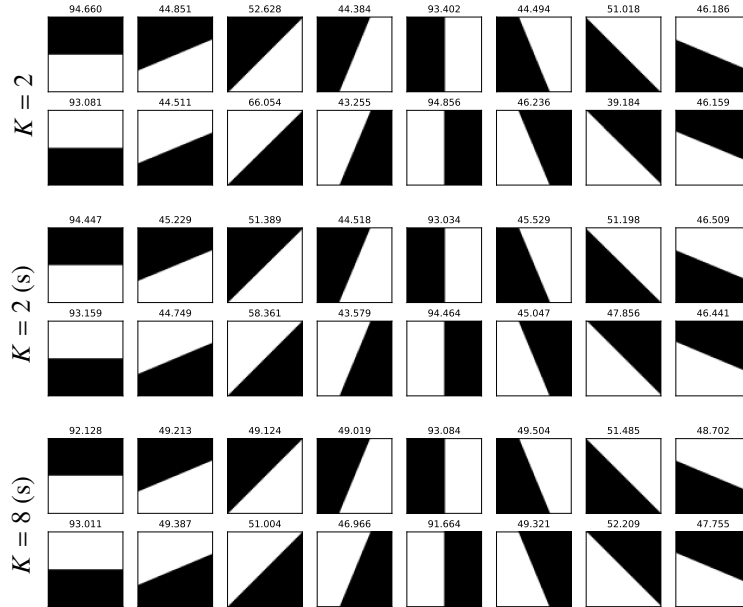 94.660 44.851 52.628 44.384 93.402 44.494 51.018 46.186
K = 2
93.081 44.511 66.054 43.255 94.856 46.236 39.184 46.159
94.447 45.229 51.389 44.518 93.034 45.529 51.198 46.509
K = 2 (s)
93.159 44.749 58.361 43.579 94.464 45.047 47.856 46.441
92.128 49.213 49.124 49.019 93.084 49.504 51.485 48.702
K = 8 (s)
93.011 49.387 51.004 46.966 91.664 49.321 52.209 47.755